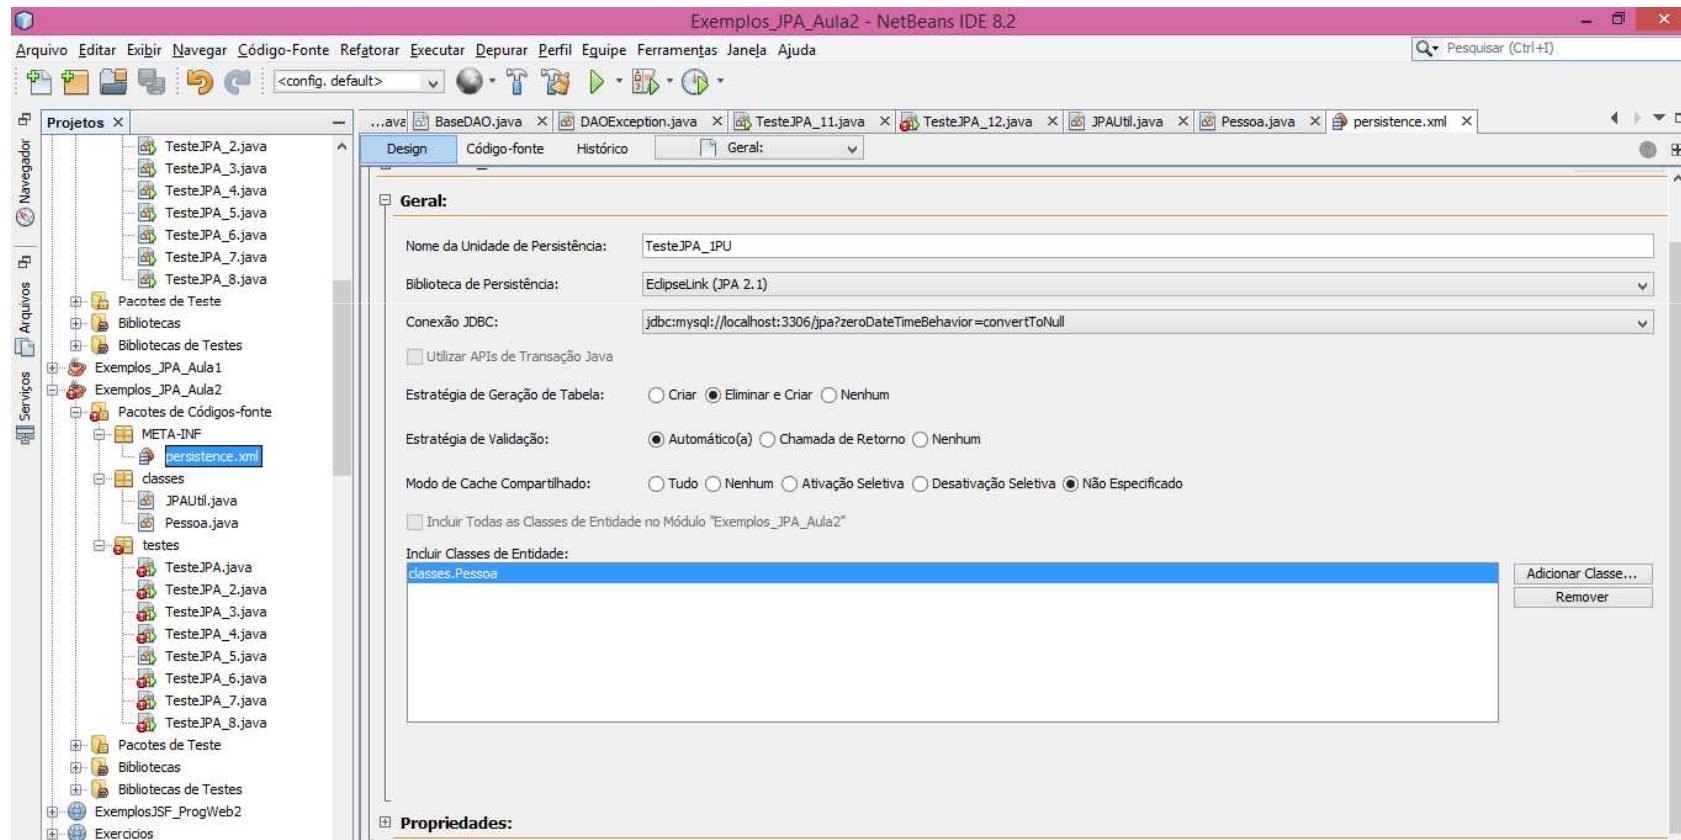 Exemplos_JPA_Aula2 - NetBeans IDE 8.2
Arquivo Editar Exibir Navegar Código-Fonte Refatorar Executar Depurar Perfil Equipe Ferramentas Janela Ajuda
Pesquisar (Ctrl+I)
<config. default>
Projetos
...ava BaseDAO.java DAOException.java TesteJPA_11.java TesteJPA_12.java JPAUtil.java Pessoa.java persistence.xml
Design Código-fonte Histórico Geral:
Navegador
Arquivos
Serviços
TesteJPA_2.java
TesteJPA_3.java
TesteJPA_4.java
TesteJPA_5.java
TesteJPA_6.java
TesteJPA_7.java
TesteJPA_8.java
Pacotes de Teste
Bibliotecas
Bibliotecas de Testes
Exemplos_JPA_Aula1
Exemplos_JPA_Aula2
Pacotes de Códigos-fonte
META-INF
persistence.xml
classes
JPAUtil.java
Pessoa.java
testes
TesteJPA.java
TesteJPA_2.java
TesteJPA_3.java
TesteJPA_4.java
TesteJPA_5.java
TesteJPA_6.java
TesteJPA_7.java
TesteJPA_8.java
Pacotes de Teste
Bibliotecas
Bibliotecas de Testes
ExemplosJSF_ProgWeb2
Exercicios
Geral:
Nome da Unidade de Persistência: TesteJPA_1PU
Biblioteca de Persistência: EclipseLink (JPA 2.1)
Conexão JDBC: jdbc:mysql://localhost:3306/jpa?zeroDateTimeBehavior=convertToNull
Utilizar APIs de Transação Java
Estratégia de Geração de Tabela: Criar Eliminar e Criar Nenhum
Estratégia de Validação: Automático(a) Chamada de Retorno Nenhum
Modo de Cache Compartilhado: Tudo Nenhum Ativação Seletiva Desativação Seletiva Não Especificado
Incluir Todas as Classes de Entidade no Módulo "Exemplos_JPA_Aula2"
Incluir Classes de Entidade:
classes.Pessoa
Adicionar Classe...
Remover
Propriedades: